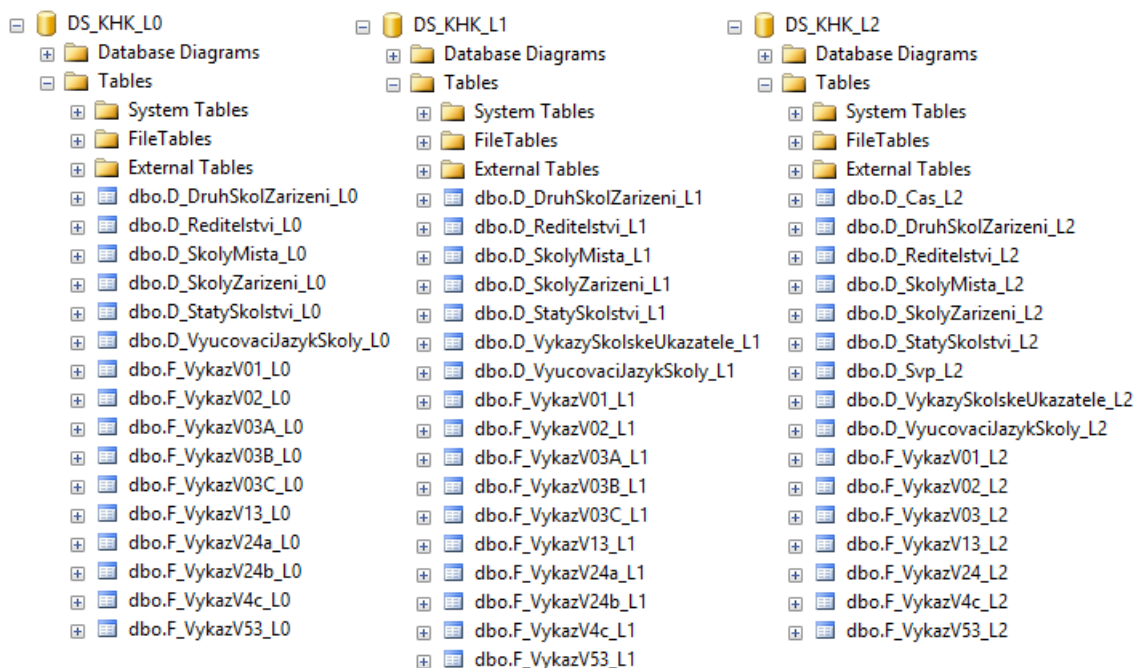 DS_KHK_L0
Database Diagrams
Tables
System Tables
FileTables
External Tables
dbo.D_DruhSkolZarizeni_L0
dbo.D_Reditelstvi_L0
dbo.D_SkolyMista_L0
dbo.D_SkolyZarizeni_L0
dbo.D_StatySkolstvi_L0
dbo.D_VyucovaciJazykSkoly_L0
dbo.F_VykazV01_L0
dbo.F_VykazV02_L0
dbo.F_VykazV03A_L0
dbo.F_VykazV03B_L0
dbo.F_VykazV03C_L0
dbo.F_VykazV13_L0
dbo.F_VykazV24a_L0
dbo.F_VykazV24b_L0
dbo.F_VykazV4c_L0
dbo.F_VykazV53_L0
DS_KHK_L1
Database Diagrams
Tables
System Tables
FileTables
External Tables
dbo.D_DruhSkolZarizeni_L1
dbo.D_Reditelstvi_L1
dbo.D_SkolyMista_L1
dbo.D_SkolyZarizeni_L1
dbo.D_StatySkolstvi_L1
dbo.D_VykazySkolskeUkazatele_L1
dbo.D_VyucovaciJazykSkoly_L1
dbo.F_VykazV01_L1
dbo.F_VykazV02_L1
dbo.F_VykazV03A_L1
dbo.F_VykazV03B_L1
dbo.F_VykazV03C_L1
dbo.F_VykazV13_L1
dbo.F_VykazV24a_L1
dbo.F_VykazV24b_L1
dbo.F_VykazV4c_L1
dbo.F_VykazV53_L1
DS_KHK_L2
Database Diagrams
Tables
System Tables
FileTables
External Tables
dbo.D_Cas_L2
dbo.D_DruhSkolZarizeni_L2
dbo.D_Reditelstvi_L2
dbo.D_SkolyMista_L2
dbo.D_SkolyZarizeni_L2
dbo.D_StatySkolstvi_L2
dbo.D_Svp_L2
dbo.D_VykazySkolskeUkazatele_L2
dbo.D_VyucovaciJazykSkoly_L2
dbo.F_VykazV01_L2
dbo.F_VykazV02_L2
dbo.F_VykazV03_L2
dbo.F_VykazV13_L2
dbo.F_VykazV24_L2
dbo.F_VykazV4c_L2
dbo.F_VykazV53_L2